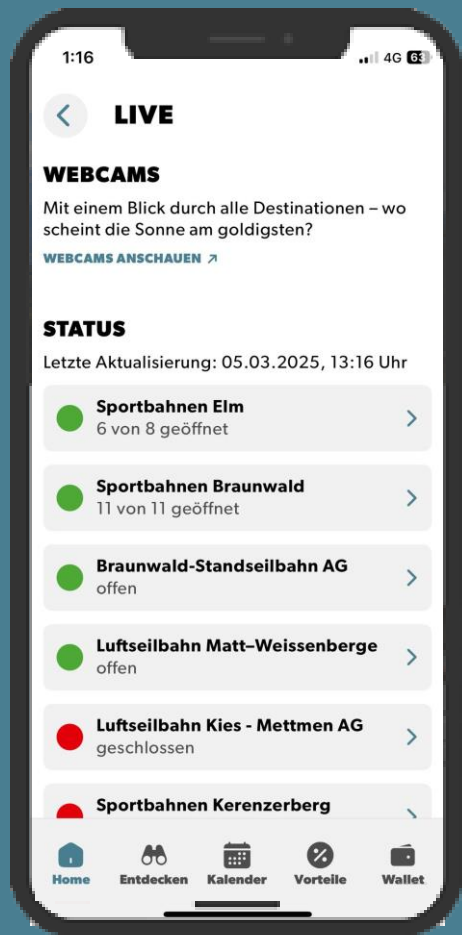 1:16
4G 63
LIVE
WEBCAMS
Mit einem Blick durch alle Destinationen – wo
scheint die Sonne am goldigsten?
WEBCAMS ANSCHAUEN ↗
STATUS
Letzte Aktualisierung: 05.03.2025, 13:16 Uhr
Sportbahnen Elm
6 von 8 geöffnet
Sportbahnen Braunwald
11 von 11 geöffnet
Braunwald-Standseilbahn AG
offen
Luftseilbahn Matt–Weissenberge
offen
Luftseilbahn Kies - Mettmen AG
geschlossen
Sportbahnen Kerenzerberg
Home Entdecken Kalender Vorteile Wallet